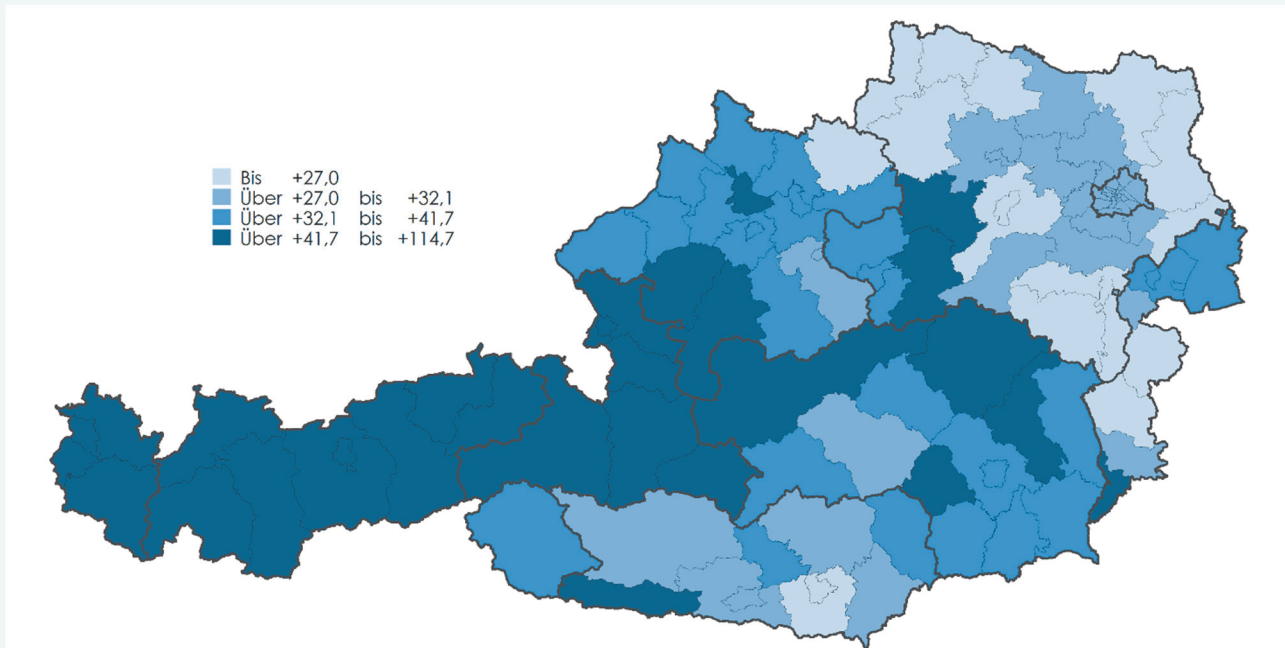 Bis +27,0
Über +27,0 bis +32,1
Über +32,1 bis +41,7
Über +41,7 bis +114,7